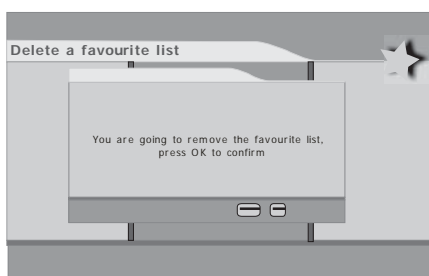 Delete a favourite list
You are going to remove the favourite list,
press OK to confirm